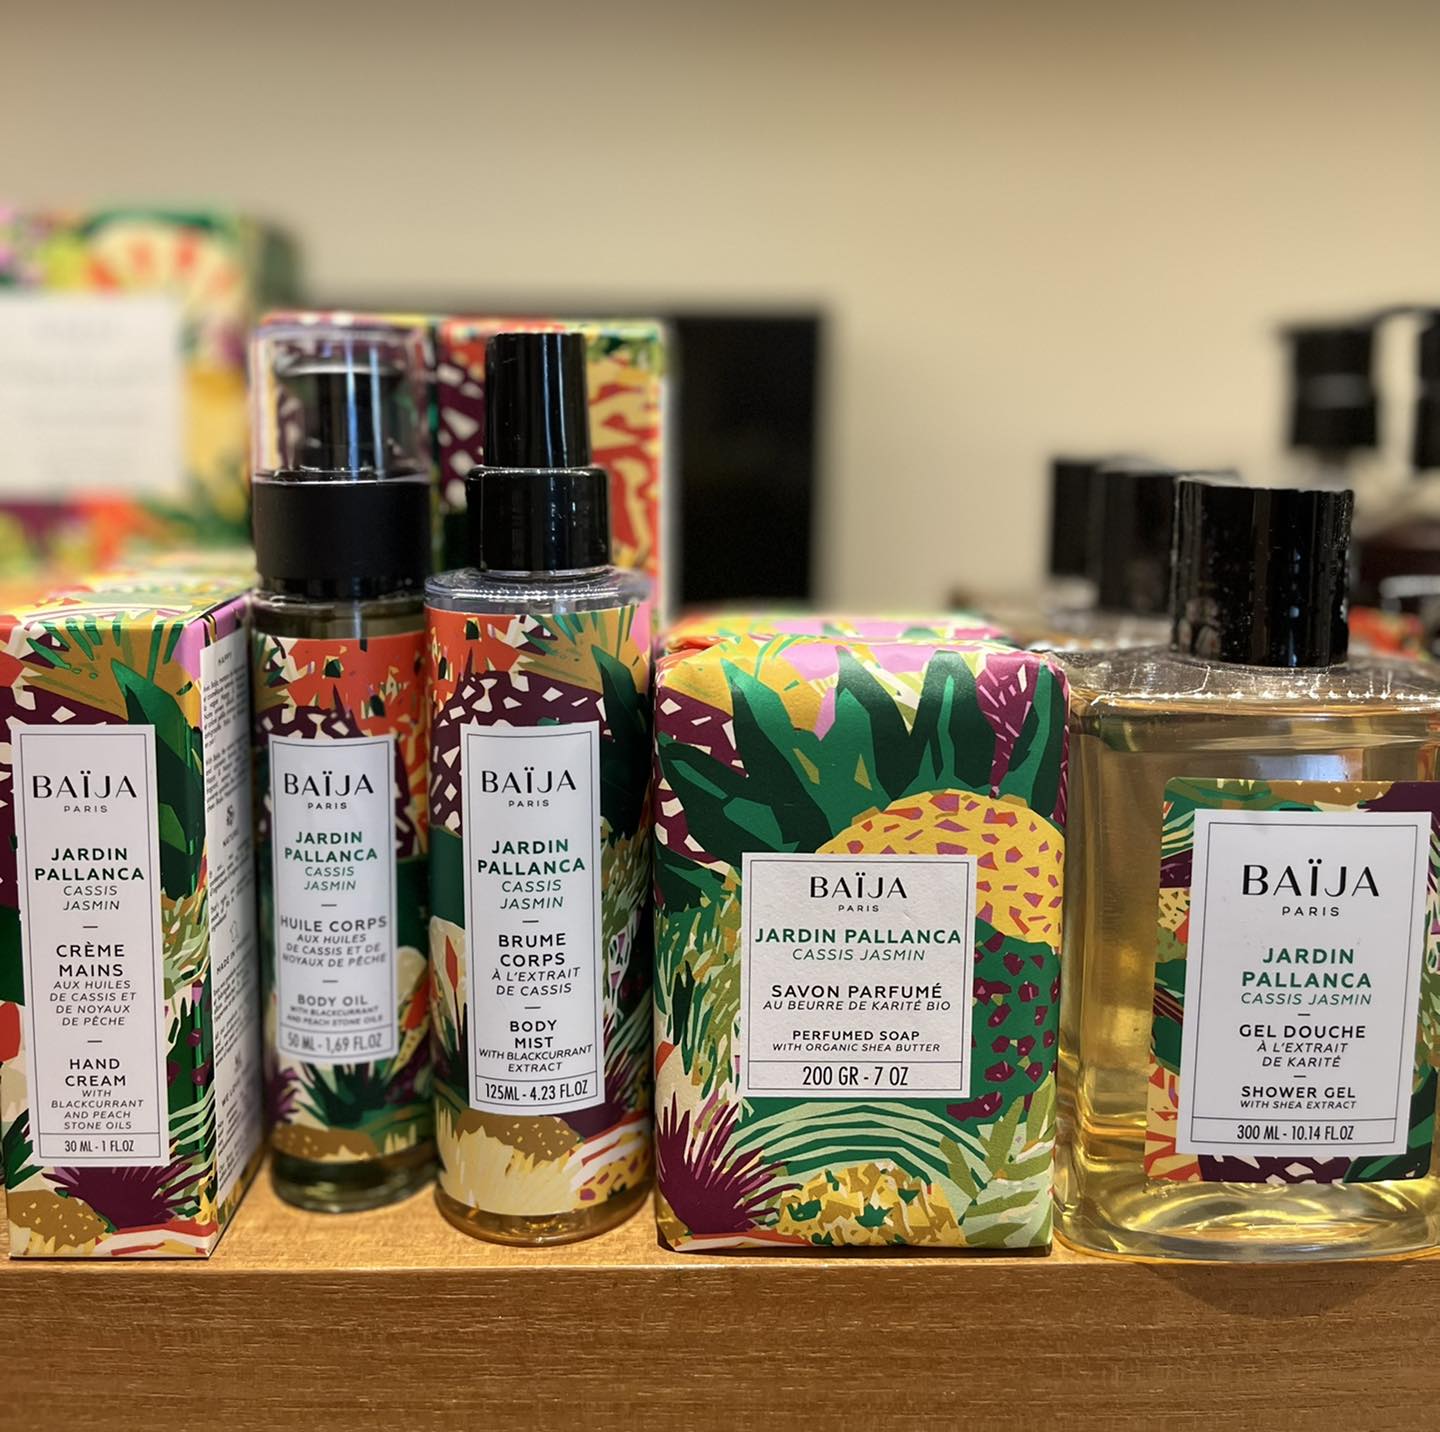 BAÏJA
PARIS
JARDIN
PALLANCA
CASSIS
JASMIN
—
CRÈME
MAINS
AUX HUILES
DE CASSIS ET
DE NOYAUX
DE PÊCHE
—
HAND
CREAM
WITH
BLACKCURRANT
AND PEACH
STONE OILS
30 ML - 1 FL.OZ
BAÏJA
PARIS
JARDIN
PALLANCA
CASSIS
JASMIN
—
HUILE CORPS
AUX HUILES
DE CASSIS ET DE
NOYAUX DE PÊCHE
—
BODY OIL
WITH BLACKCURRANT
AND PEACH STONE OILS
50 ML - 1,69 FL.OZ
BAÏJA
PARIS
JARDIN
PALLANCA
CASSIS
JASMIN
—
BRUME
CORPS
À L'EXTRAIT
DE CASSIS
—
BODY
MIST
WITH BLACKCURRANT
EXTRACT
125ML - 4.23 FL.OZ
BAÏJA
PARIS
JARDIN PALLANCA
CASSIS JASMIN
SAVON PARFUMÉ
AU BEURRE DE KARITÉ BIO
PERFUMED SOAP
WITH ORGANIC SHEA BUTTER
200 GR - 7 OZ
BAÏJA
PARIS
JARDIN
PALLANCA
CASSIS JASMIN
—
GEL DOUCHE
À L'EXTRAIT
DE KARITÉ
—
SHOWER GEL
WITH SHEA EXTRACT
300 ML - 10.14 FL.OZ
BAÏJA